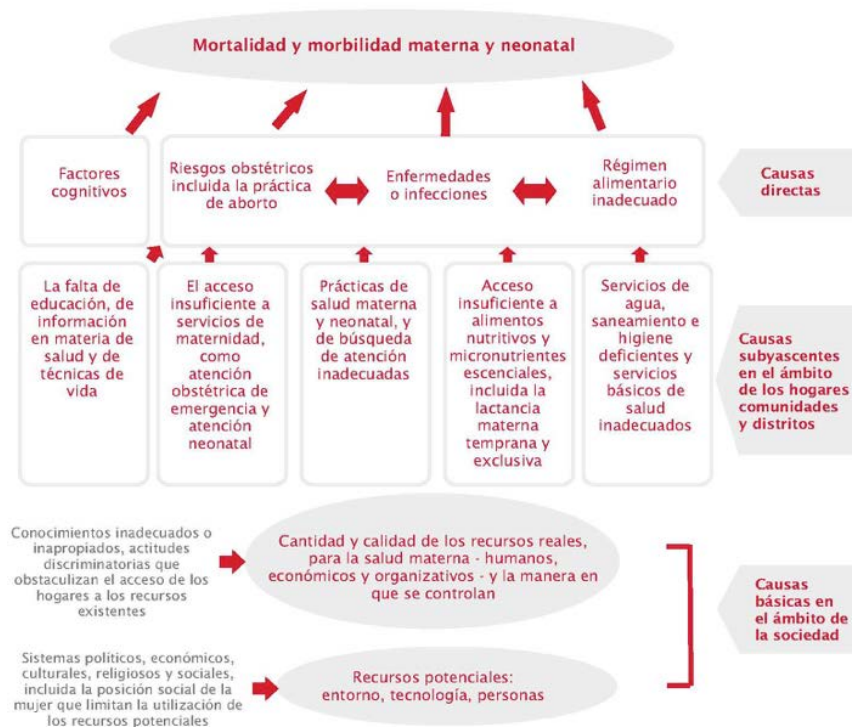 Mortalidad y morbilidad materna y neonatal
Factores
cognitivos
Riesgos obstétricos
incluida la práctica
de aborto
Enfermedades
o infecciones
Régimen
alimentario
inadecuado
Causas
directas
La falta de
educación, de
información
en materia de
salud y de
técnicas de
vida
El acceso
insuficiente a
servicios de
maternidad,
como
atención
obstétrica de
emergencia y
atención
neonatal
Prácticas de
salud materna
y neonatal, y
de búsqueda
de atención
inadecuadas
Acceso
insuficiente a
alimentos
nutritivos y
micronutrientes
escenciales,
incluida la
lactancia
materna
temprana y
exclusiva
Servicios de
agua,
saneamiento e
higiene
deficientes y
servicios
básicos de
salud
inadecuados
Causas
subyascentes
en el ámbito
de los hogares
comunidades
y distritos
Conocimientos inadecuados o
inapropiados, actitudes
discriminatorias que
obstaculizan el acceso de los
hogares a los recursos
existentes
Cantidad y calidad de los recursos reales,
para la salud materna - humanos,
económicos y organizativos - y la manera en
que se controlan
Causas
básicas en
el ámbito de
la sociedad
Sistemas políticos, económicos,
culturales, religiosos y sociales,
incluida la posición social de la
mujer que limitan la utilización de
los recursos potenciales
Recursos potenciales:
entorno, tecnología, personas